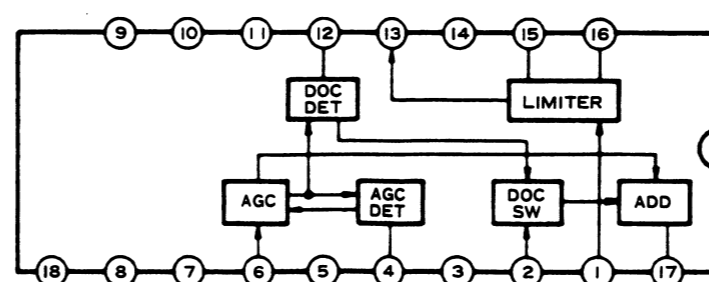 9 10 11 12 13 14 15 16
DOC
DET
LIMITER
AGC
AGC
DET
DOC
SW
ADD
18 8 7 6 5 4 3 2 1 17